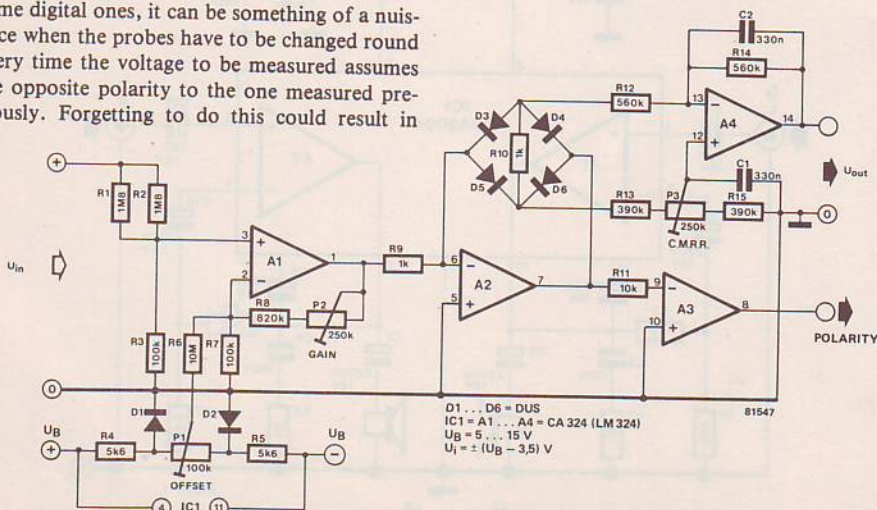 me digital ones, it can be something of a nuis-
ce when the probes have to be changed round
ery time the voltage to be measured assumes
e opposite polarity to the one measured pre-
ously. Forgetting to do this could result in
C2
330n
R14
560k
R12
560k
13
A4
14
12
D3
D4
R10
1k
D5
D6
C1
330n
Uout
R13
390k
P3
250k
C.M.R.R.
R15
390k
0
+
R1
1M8
R2
1M8
Uin
3
+
A1
1
2
−
R9
1k
6
−
A2
7
5
+
R11
10k
9
−
A3
8
10
+
POLARITY
R8
820k
P2
250k
GAIN
R3
100k
R6
10M
R7
100k
0
D1
D2
UB
+
R4
5k6
P1
100k
OFFSET
R5
5k6
UB
−
4 IC1 11
D1 ... D6 = DUS
IC1 = A1 ... A4 = CA 324 (LM 324)
UB = 5 ... 15 V
Ui = ± (UB − 3,5) V
81547